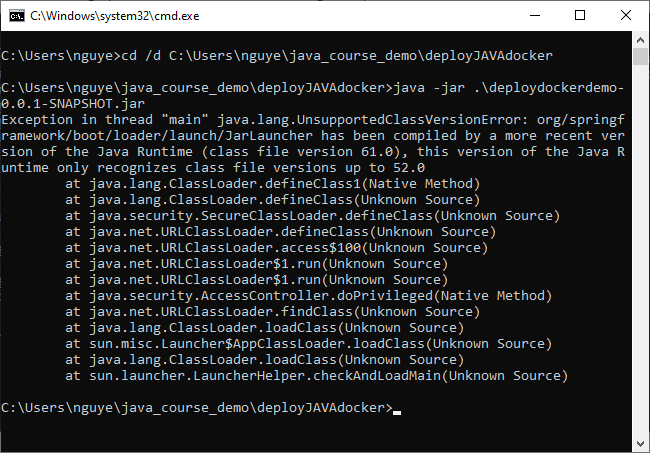 C:\Windows\system32\cmd.exe
C:\Users\nguye>cd /d C:\Users\nguye\java_course_demo\deployJAVAdocker
C:\Users\nguye\java_course_demo\deployJAVAdocker>java -jar .\deploydockerdemo-
0.0.1-SNAPSHOT.jar
Exception in thread "main" java.lang.UnsupportedClassVersionError: org/springf
ramework/boot/loader/launch/JarLauncher has been compiled by a more recent ver
sion of the Java Runtime (class file version 61.0), this version of the Java R
untime only recognizes class file versions up to 52.0
at java.lang.ClassLoader.defineClass1(Native Method)
at java.lang.ClassLoader.defineClass(Unknown Source)
at java.security.SecureClassLoader.defineClass(Unknown Source)
at java.net.URLClassLoader.defineClass(Unknown Source)
at java.net.URLClassLoader.access$100(Unknown Source)
at java.net.URLClassLoader$1.run(Unknown Source)
at java.net.URLClassLoader$1.run(Unknown Source)
at java.security.AccessController.doPrivileged(Native Method)
at java.net.URLClassLoader.findClass(Unknown Source)
at java.lang.ClassLoader.loadClass(Unknown Source)
at sun.misc.Launcher$AppClassLoader.loadClass(Unknown Source)
at java.lang.ClassLoader.loadClass(Unknown Source)
at sun.launcher.LauncherHelper.checkAndLoadMain(Unknown Source)
C:\Users\nguye\java_course_demo\deployJAVAdocker>